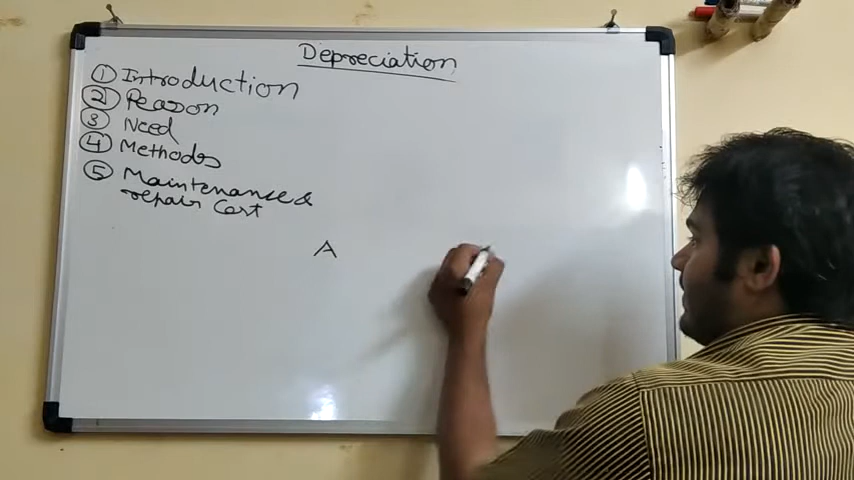 Depreciation
① Introduction
② Reason
③ Need
④ Methods
⑤ Maintenance &
repair Cost
A